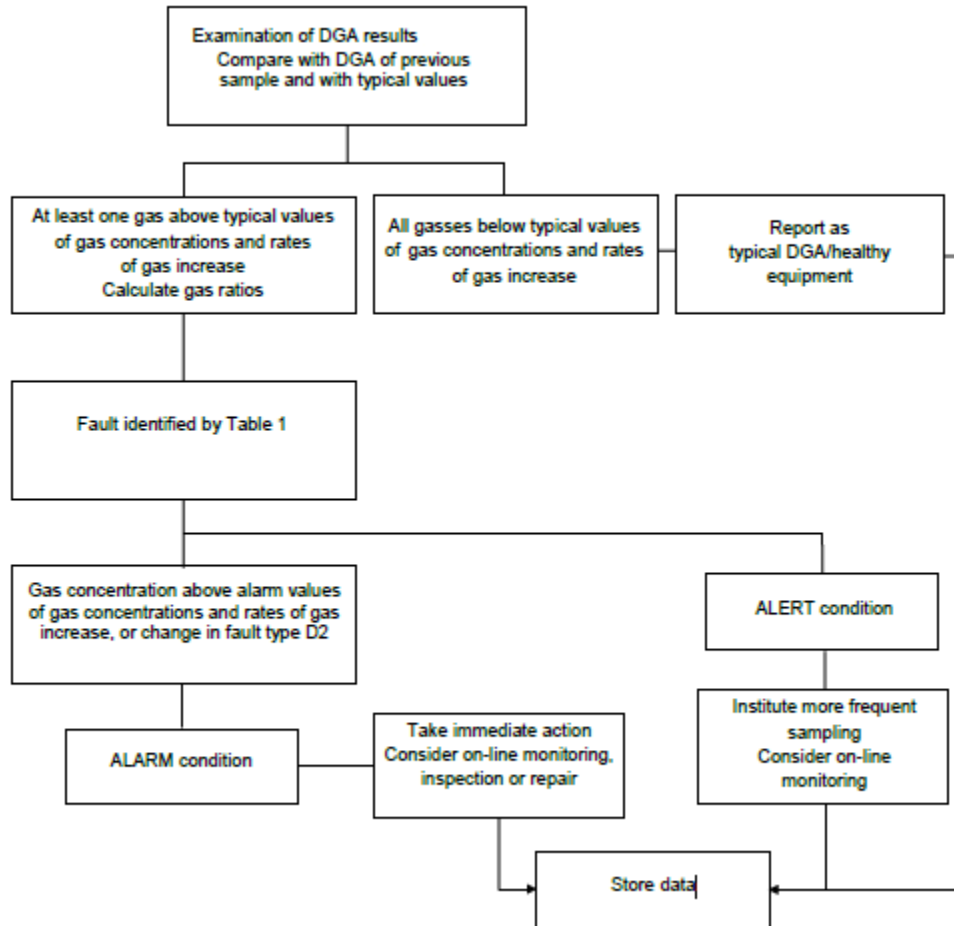 Examination of DGA results
Compare with DGA of previous
sample and with typical values
At least one gas above typical values
of gas concentrations and rates
of gas increase
Calculate gas ratios
All gasses below typical values
of gas concentrations and rates
of gas increase
Report as
typical DGA/healthy
equipment
Fault identified by Table 1
Gas concentration above alarm values
of gas concentrations and rates of gas
increase, or change in fault type D2
ALERT condition
ALARM condition
Take immediate action
Consider on-line monitoring,
inspection or repair
Institute more frequent
sampling
Consider on-line
monitoring
Store data